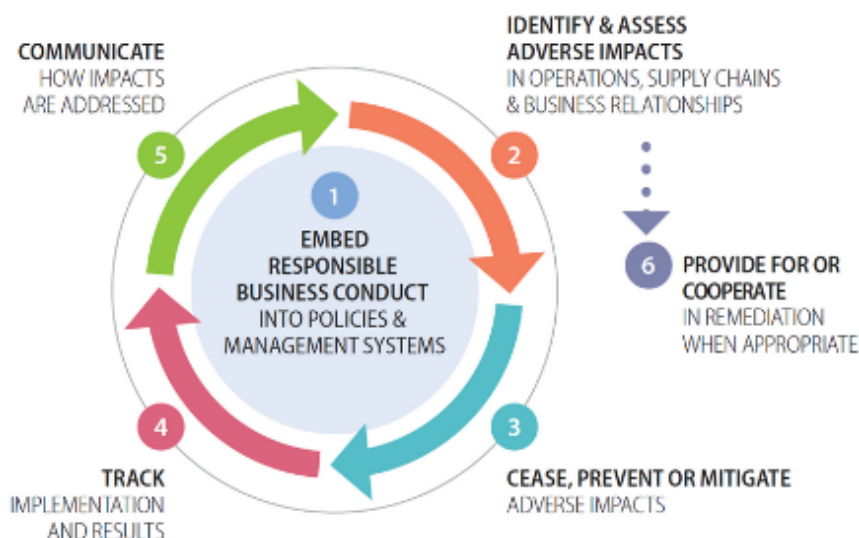 1
EMBED
RESPONSIBLE
BUSINESS CONDUCT
INTO POLICIES &
MANAGEMENT SYSTEMS
2
IDENTIFY & ASSESS
ADVERSE IMPACTS
IN OPERATIONS, SUPPLY CHAINS
& BUSINESS RELATIONSHIPS
3
CEASE, PREVENT OR MITIGATE
ADVERSE IMPACTS
4
TRACK
IMPLEMENTATION
AND RESULTS
5
COMMUNICATE
HOW IMPACTS
ARE ADDRESSED
6
PROVIDE FOR OR
COOPERATE
IN REMEDIATION
WHEN APPROPRIATE